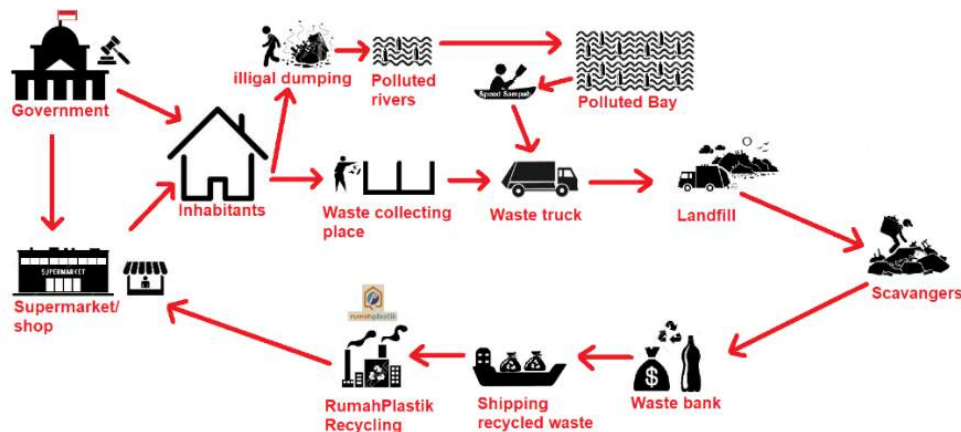 illigal dumping
Polluted
rivers
Speed Sampah
Polluted Bay
Government
Inhabitants
Waste collecting
place
Waste truck
Landfill
SUPERMARKET
Supermarket/
shop
Scavangers
rumahplastik
RumahPlastik
Recycling
Shipping
recycled waste
$
Waste bank